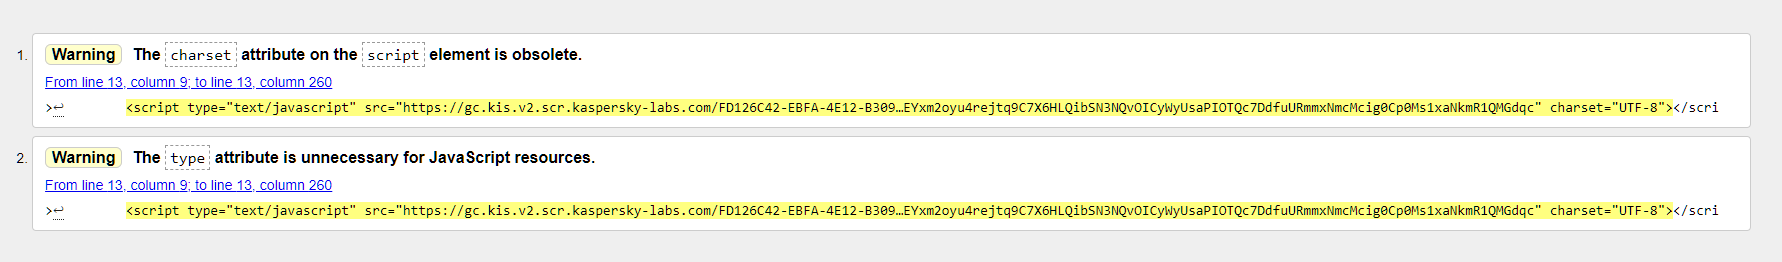 1. Warning The charset attribute on the script element is obsolete.
From line 13, column 9; to line 13, column 260
>↩ <script type="text/javascript" src="https://gc.kis.v2.scr.kaspersky-labs.com/FD126C42-EBFA-4E12-B309…EYxm2oyu4rejtq9C7X6HLQibSN3NQvOICyWyUsaPIOTQc7DdfuURmmxNmcMcig0Cp0Ms1xaNkmR1QMGdqc" charset="UTF-8"></scri
2. Warning The type attribute is unnecessary for JavaScript resources.
From line 13, column 9; to line 13, column 260
>↩ <script type="text/javascript" src="https://gc.kis.v2.scr.kaspersky-labs.com/FD126C42-EBFA-4E12-B309…EYxm2oyu4rejtq9C7X6HLQibSN3NQvOICyWyUsaPIOTQc7DdfuURmmxNmcMcig0Cp0Ms1xaNkmR1QMGdqc" charset="UTF-8"></scri